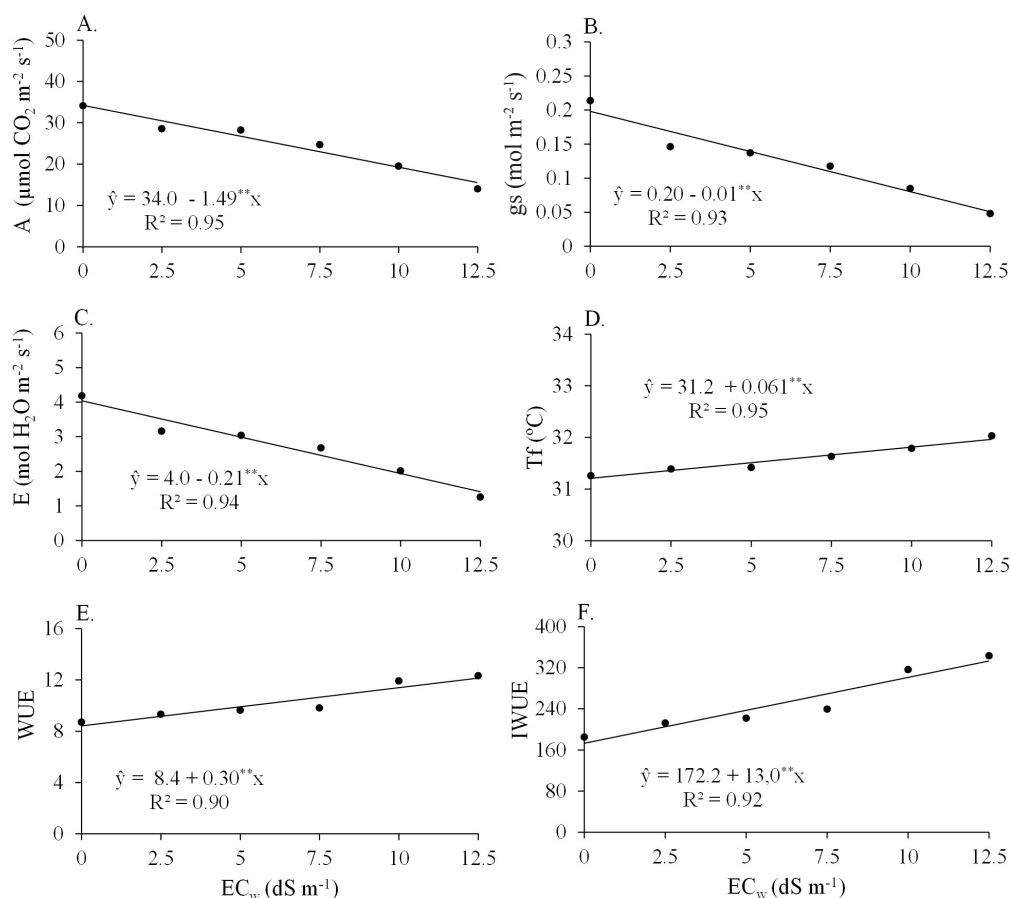 A.
50
40
30
20
10
0
A (µmol CO₂ m⁻² s⁻¹)
ŷ = 34.0 - 1.49**x
R² = 0.95
0 2.5 5 7.5 10 12.5
B.
0.3
0.25
0.2
0.15
0.1
0.05
0
gs (mol m⁻² s⁻¹)
ŷ = 0.20 - 0.01**x
R² = 0.93
0 2.5 5 7.5 10 12.5
C.
6
5
4
3
2
1
0
E (mol H₂O m⁻² s⁻¹)
ŷ = 4.0 - 0.21**x
R² = 0.94
0 2.5 5 7.5 10 12.5
D.
34
33
32
31
30
Tf (ºC)
ŷ = 31.2 + 0.061**x
R² = 0.95
0 2.5 5 7.5 10 12.5
E.
16
12
8
4
0
WUE
ŷ = 8.4 + 0.30**x
R² = 0.90
0 2.5 5 7.5 10 12.5
EC_w (dS m⁻¹)
F.
400
320
240
160
80
0
IWUE
ŷ = 172.2 + 13,0**x
R² = 0.92
0 2.5 5 7.5 10 12.5
EC_w (dS m⁻¹)